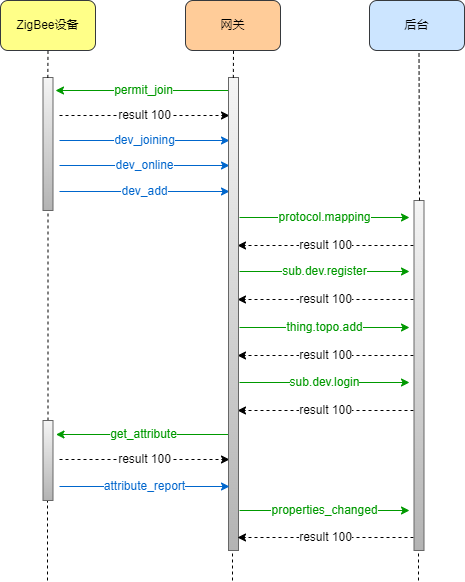 ZigBee设备
网关
后台
permit_join
result 100
dev_joining
dev_online
dev_add
protocol.mapping
result 100
sub.dev.register
result 100
thing.topo.add
result 100
sub.dev.login
result 100
get_attribute
result 100
attribute_report
properties_changed
result 100